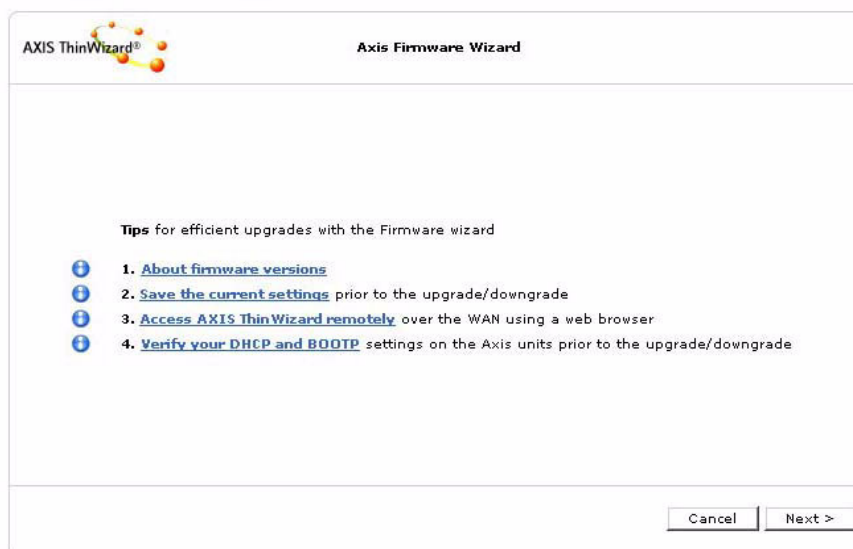 AXIS ThinWizard®
Axis Firmware Wizard
Tips for efficient upgrades with the Firmware wizard
1. About firmware versions
2. Save the current settings prior to the upgrade/downgrade
3. Access AXIS ThinWizard remotely over the WAN using a web browser
4. Verify your DHCP and BOOTP settings on the Axis units prior to the upgrade/downgrade
Cancel
Next >